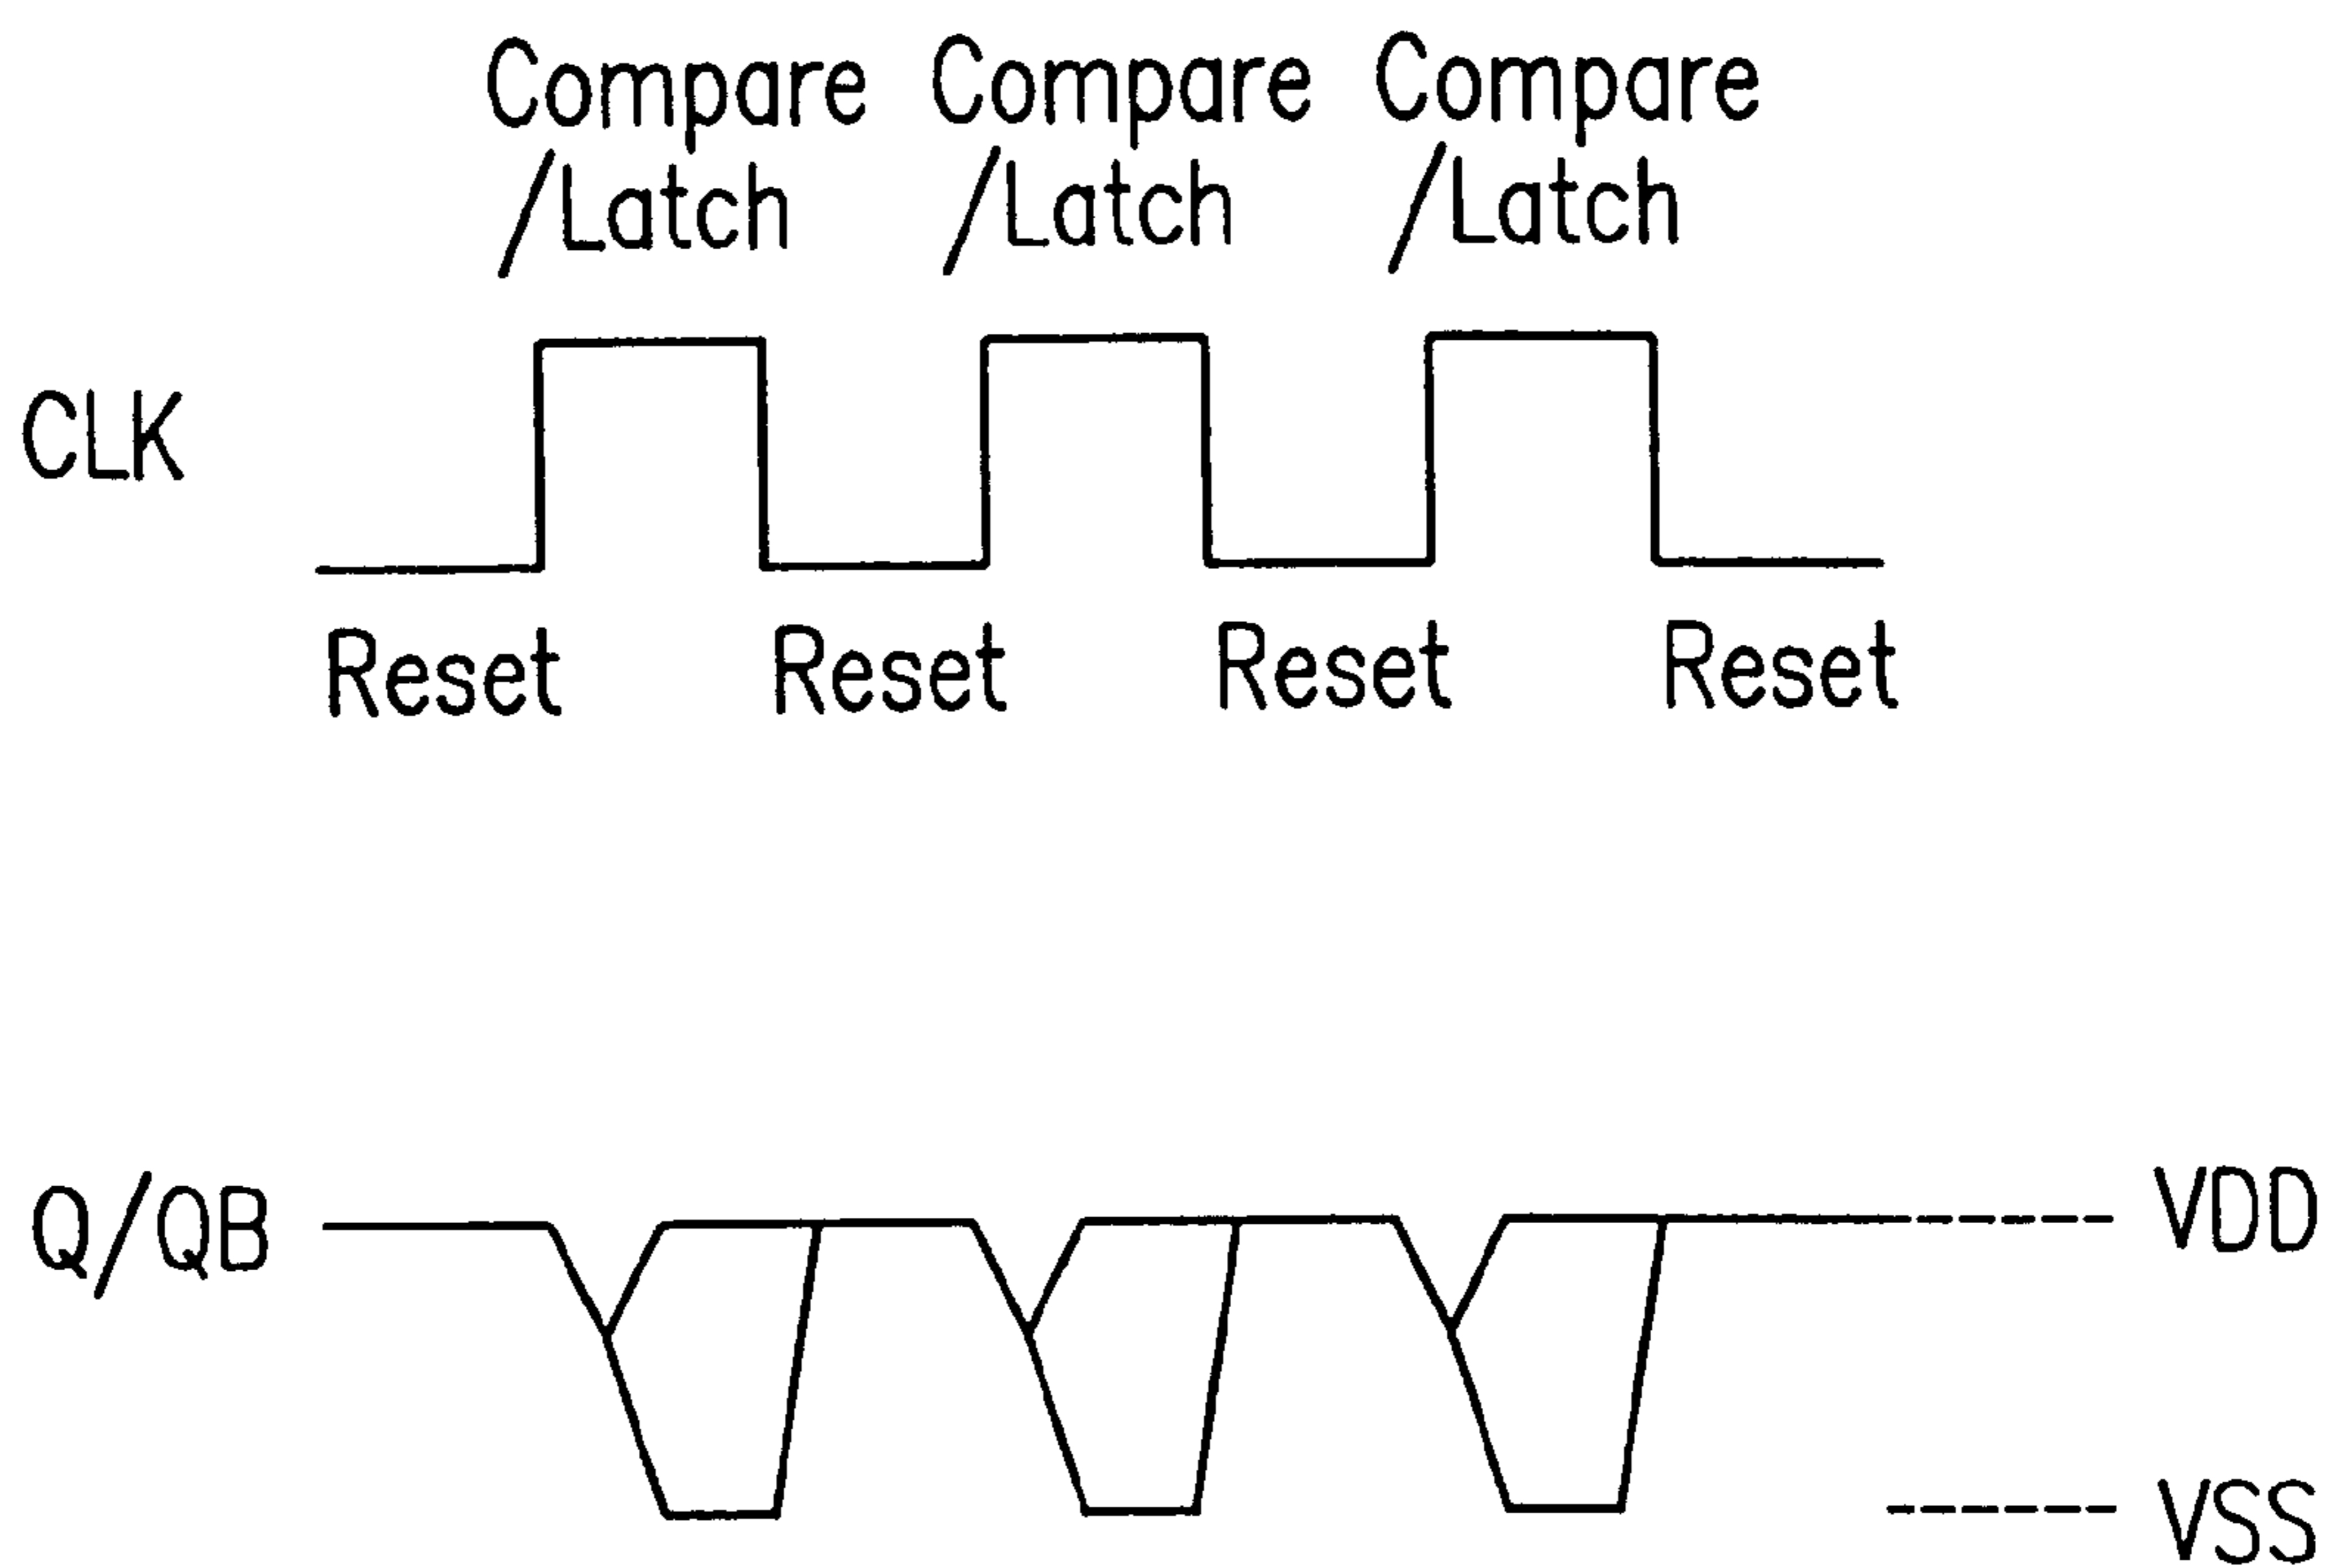 Compare
/Latch
Compare
/Latch
Compare
/Latch
CLK
Reset
Reset
Reset
Reset
Q/QB
VDD
VSS